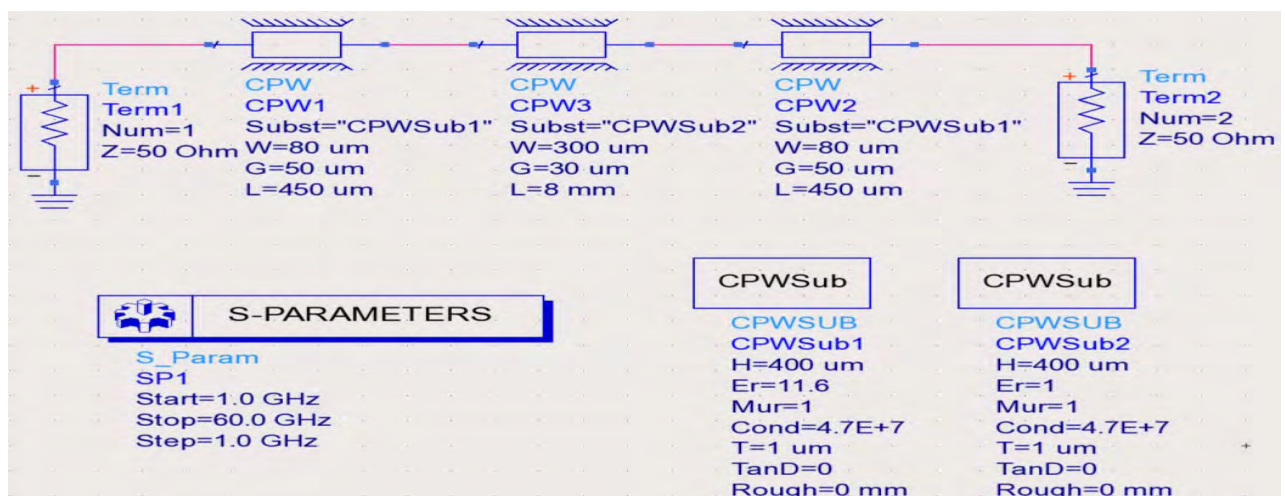 Term
Term1
Num=1
Z=50 Ohm
CPW
CPW1
Subst="CPWSub1"
W=80 um
G=50 um
L=450 um
CPW
CPW3
Subst="CPWSub2"
W=300 um
G=30 um
L=8 mm
CPW
CPW2
Subst="CPWSub1"
W=80 um
G=50 um
L=450 um
Term
Term2
Num=2
Z=50 Ohm
S-PARAMETERS
S_Param
SP1
Start=1.0 GHz
Stop=60.0 GHz
Step=1.0 GHz
CPWSub
CPWSUB
CPWSub1
H=400 um
Er=11.6
Mur=1
Cond=4.7E+7
T=1 um
TanD=0
Rough=0 mm
CPWSub
CPWSUB
CPWSub2
H=400 um
Er=1
Mur=1
Cond=4.7E+7
T=1 um
TanD=0
Rough=0 mm